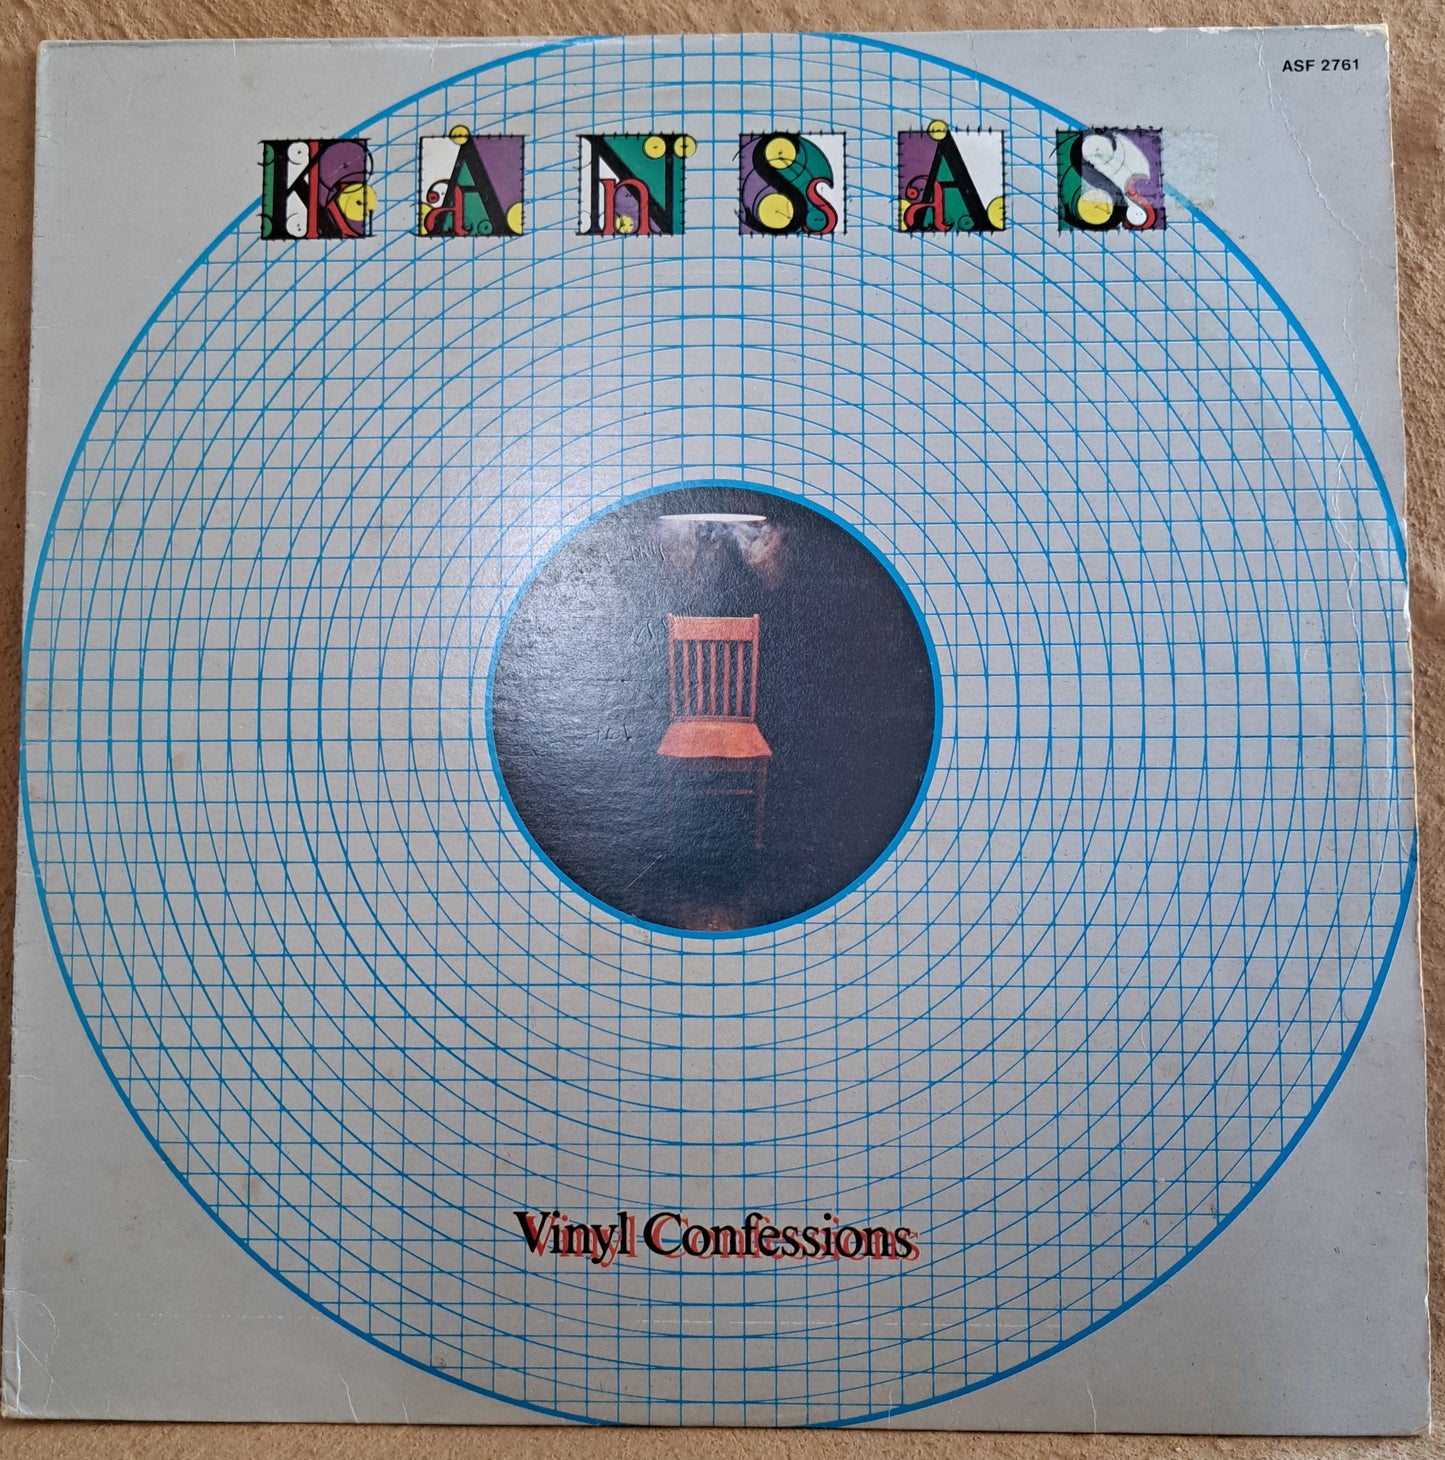 ASF 2761
KANSAS
Vinyl Confessions